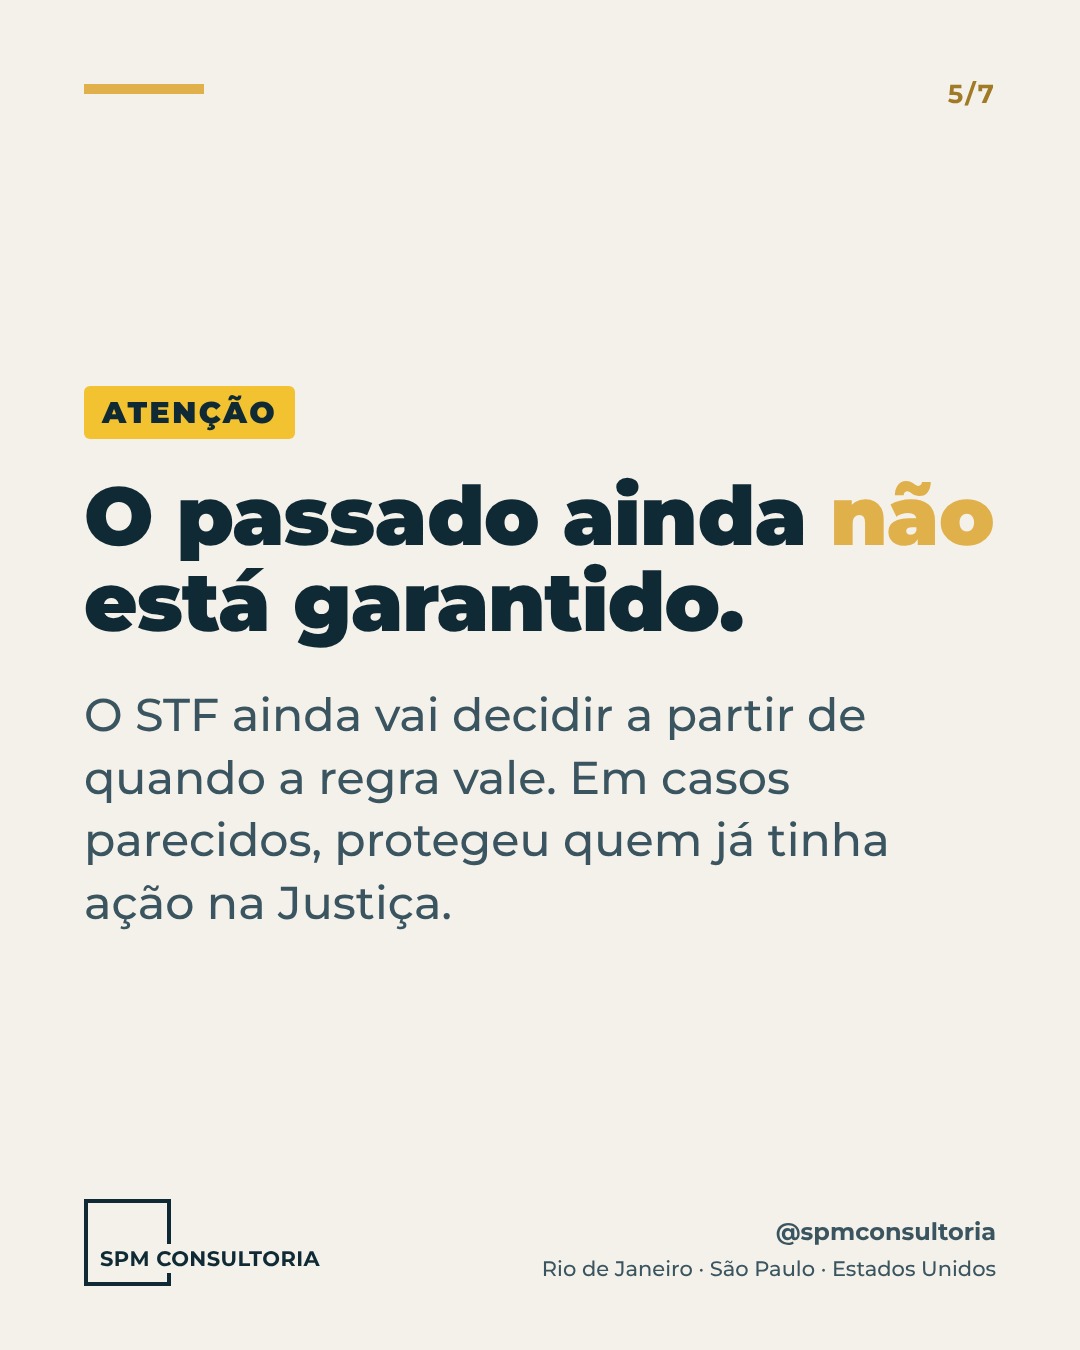 5/7
ATENÇÃO
O passado ainda não
está garantido.
O STF ainda vai decidir a partir de
quando a regra vale. Em casos
parecidos, protegeu quem já tinha
ação na Justiça.
SPM CONSULTORIA
@spmconsultoria
Rio de Janeiro · São Paulo · Estados Unidos